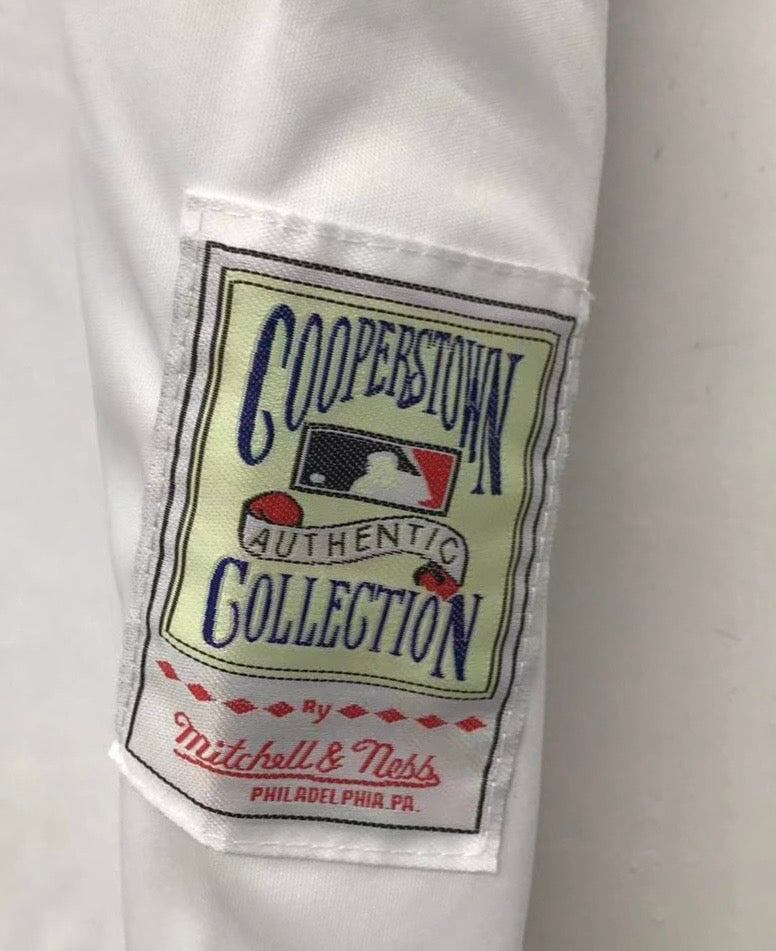 COOPERSTOWN
AUTHENTIC
COLLECTION
By
Mitchell & Ness
PHILADELPHIA. PA.